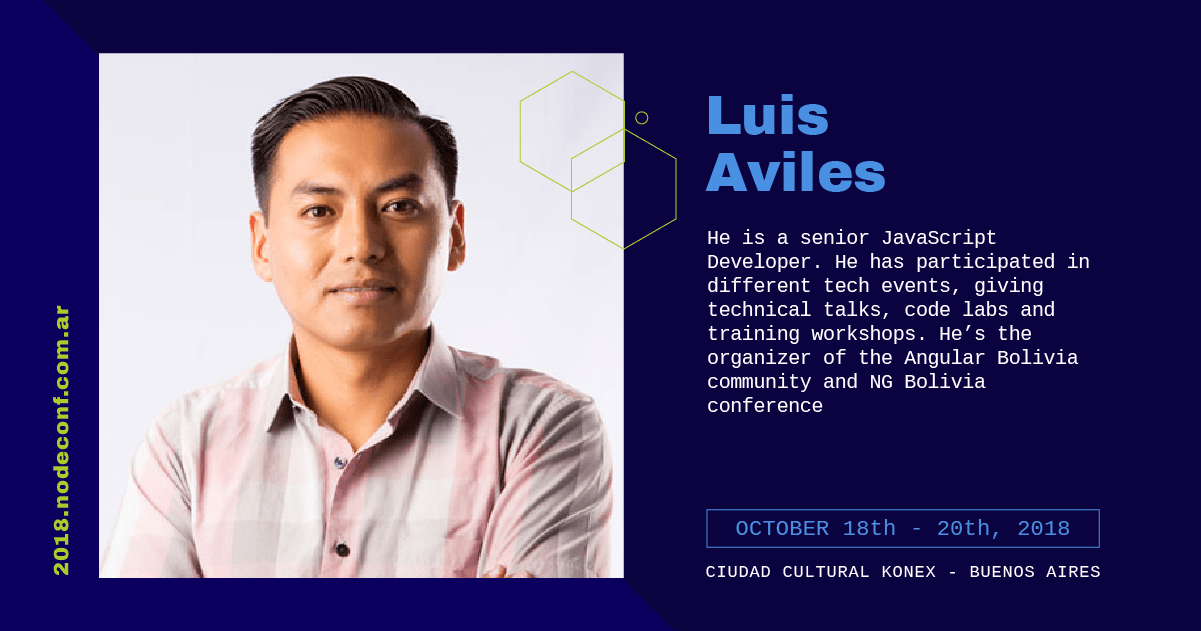 Luis
Aviles
He is a senior JavaScript
Developer. He has participated in
different tech events, giving
technical talks, code labs and
training workshops. He’s the
organizer of the Angular Bolivia
community and NG Bolivia
conference
OCTOBER 18th - 20th, 2018
CIUDAD CULTURAL KONEX - BUENOS AIRES
2018.nodeconf.com.ar